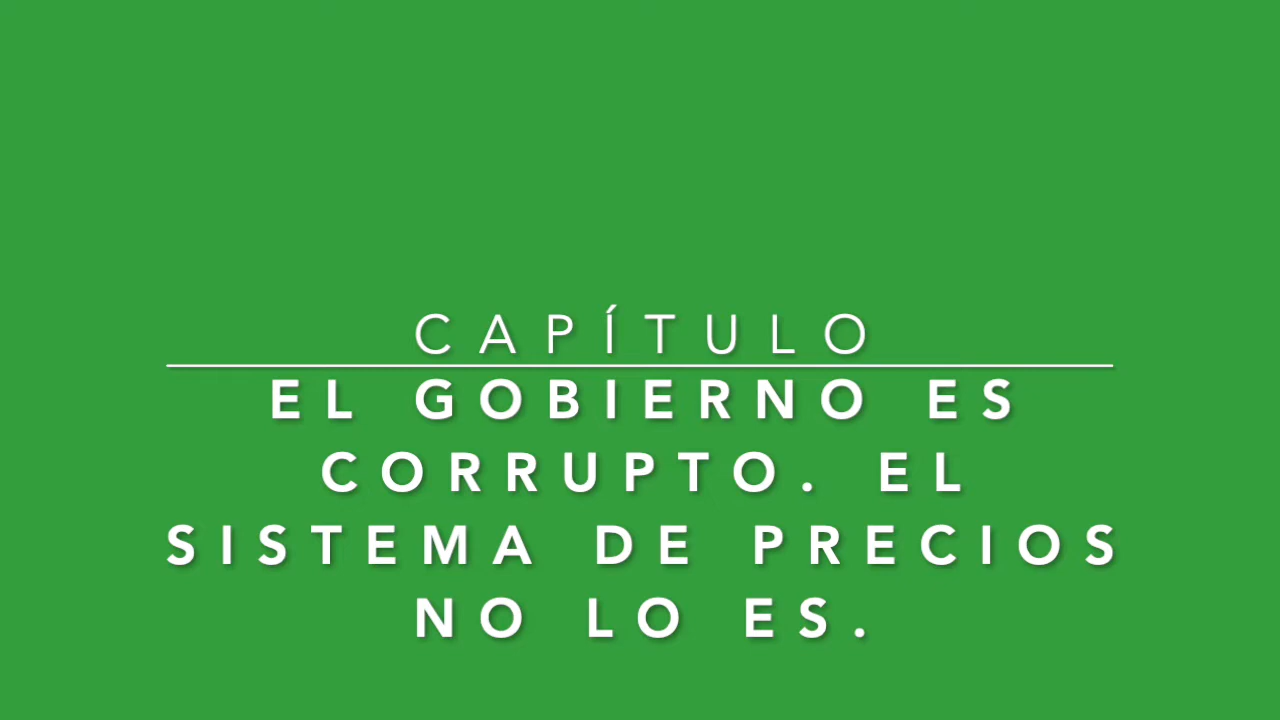 CAPÍTULO
EL GOBIERNO ES
CORRUPTO. EL
SISTEMA DE PRECIOS
NO LO ES.